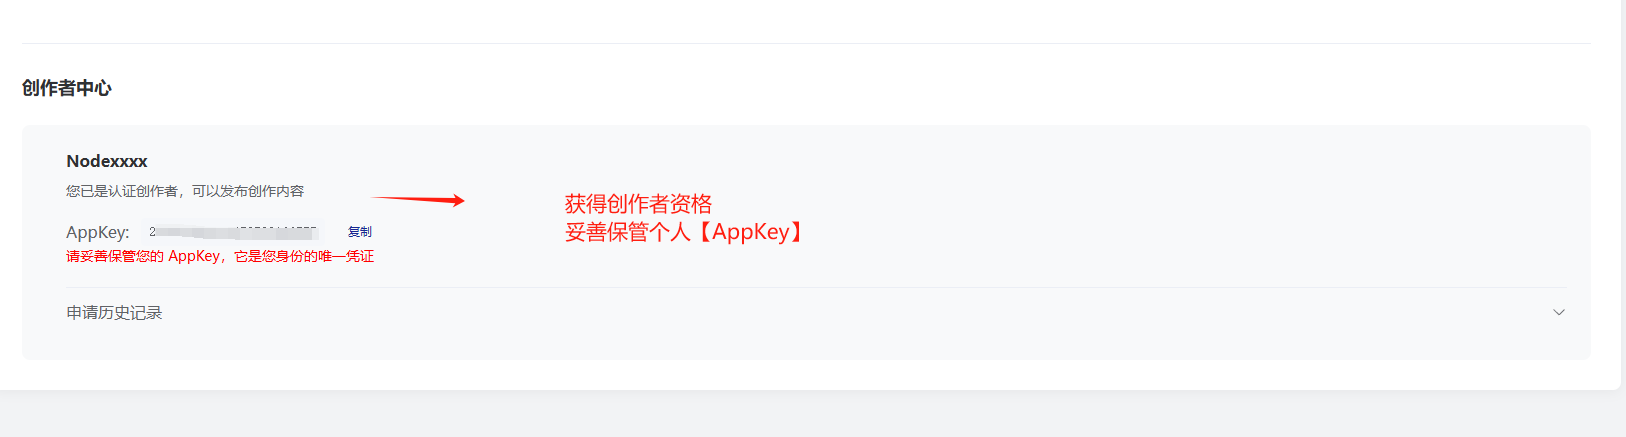 创作者中心
Nodexxxx
您已是认证创作者，可以发布创作内容
获得创作者资格
妥善保管个人【AppKey】
AppKey:
复制
请妥善保管您的 AppKey，它是您身份的唯一凭证
申请历史记录